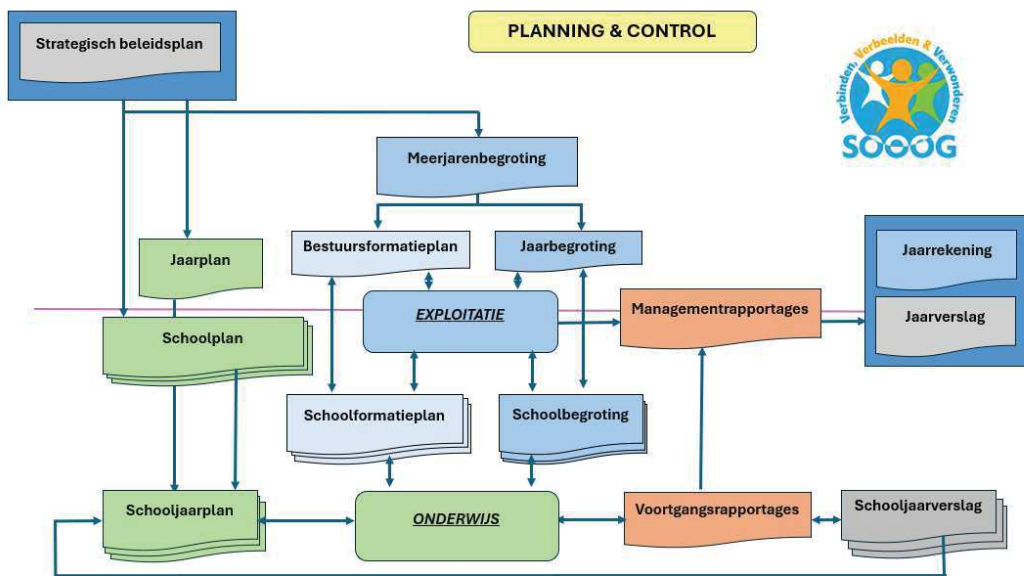 Strategisch beleidsplan
PLANNING & CONTROL
Verbinden, Verbeelden & Verwonderen
SOOOG
Meerjarenbegroting
Bestuursformatieplan
Jaarbegroting
Jaarplan
Jaarrekening
EXPLOITATIE
Managementrapportages
Jaarverslag
Schoolplan
Schoolformatieplan
Schoolbegroting
Schooljaarplan
ONDERWIJS
Voortgangsrapportages
Schooljaarverslag